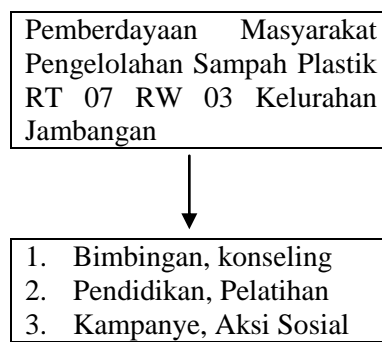 Pemberdayaan Masyarakat
Pengelolahan Sampah Plastik
RT 07 RW 03 Kelurahan
Jambangan
1. Bimbingan, konseling
2. Pendidikan, Pelatihan
3. Kampanye, Aksi Sosial